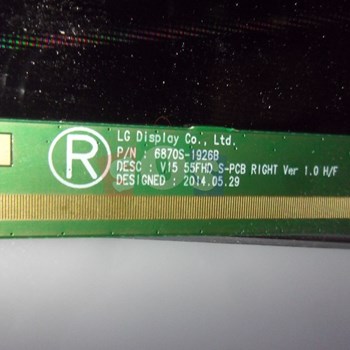 R
LG Display Co., Ltd.
P/N : 6870S-1926B
DESC : V15 55FHD S-PCB RIGHT Ver 1.0 H/F
DESIGNED : 2014.05.29